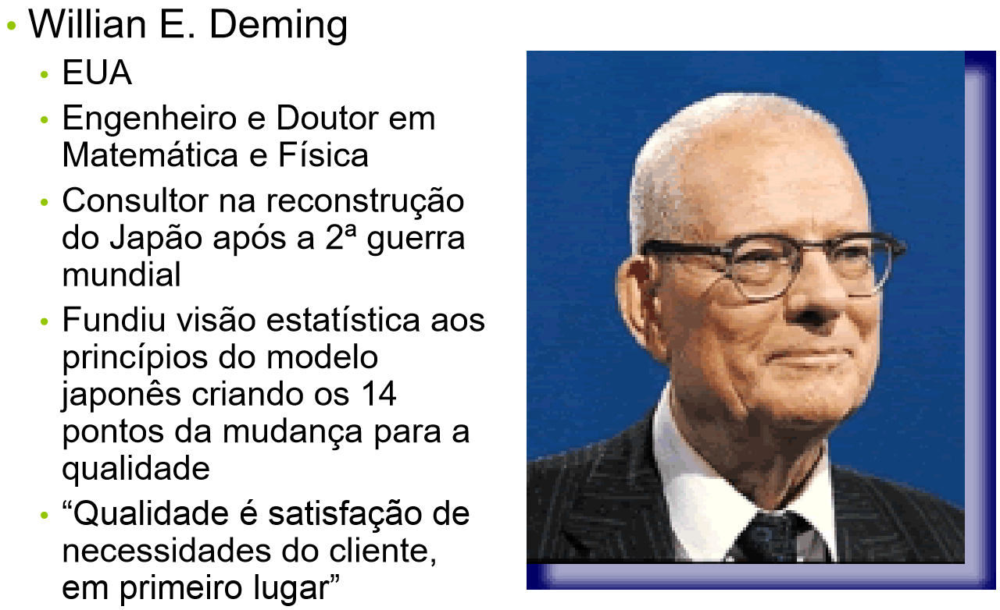 • Willian E. Deming
• EUA
• Engenheiro e Doutor em
Matemática e Física
• Consultor na reconstrução
do Japão após a 2ª guerra
mundial
• Fundiu visão estatística aos
princípios do modelo
japonês criando os 14
pontos da mudança para a
qualidade
• “Qualidade é satisfação de
necessidades do cliente,
em primeiro lugar”